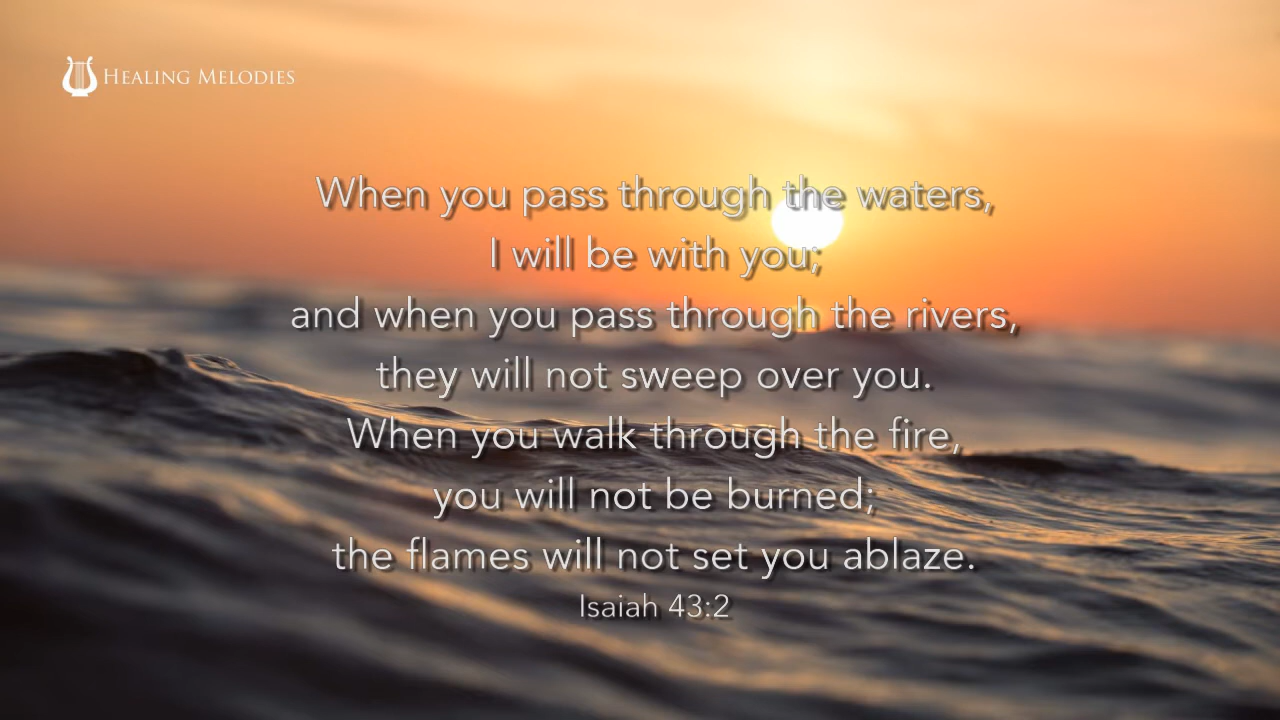 HEALING MELODIES
When you pass through the waters,
I will be with you;
and when you pass through the rivers,
they will not sweep over you.
When you walk through the fire,
you will not be burned;
the flames will not set you ablaze.
Isaiah 43:2